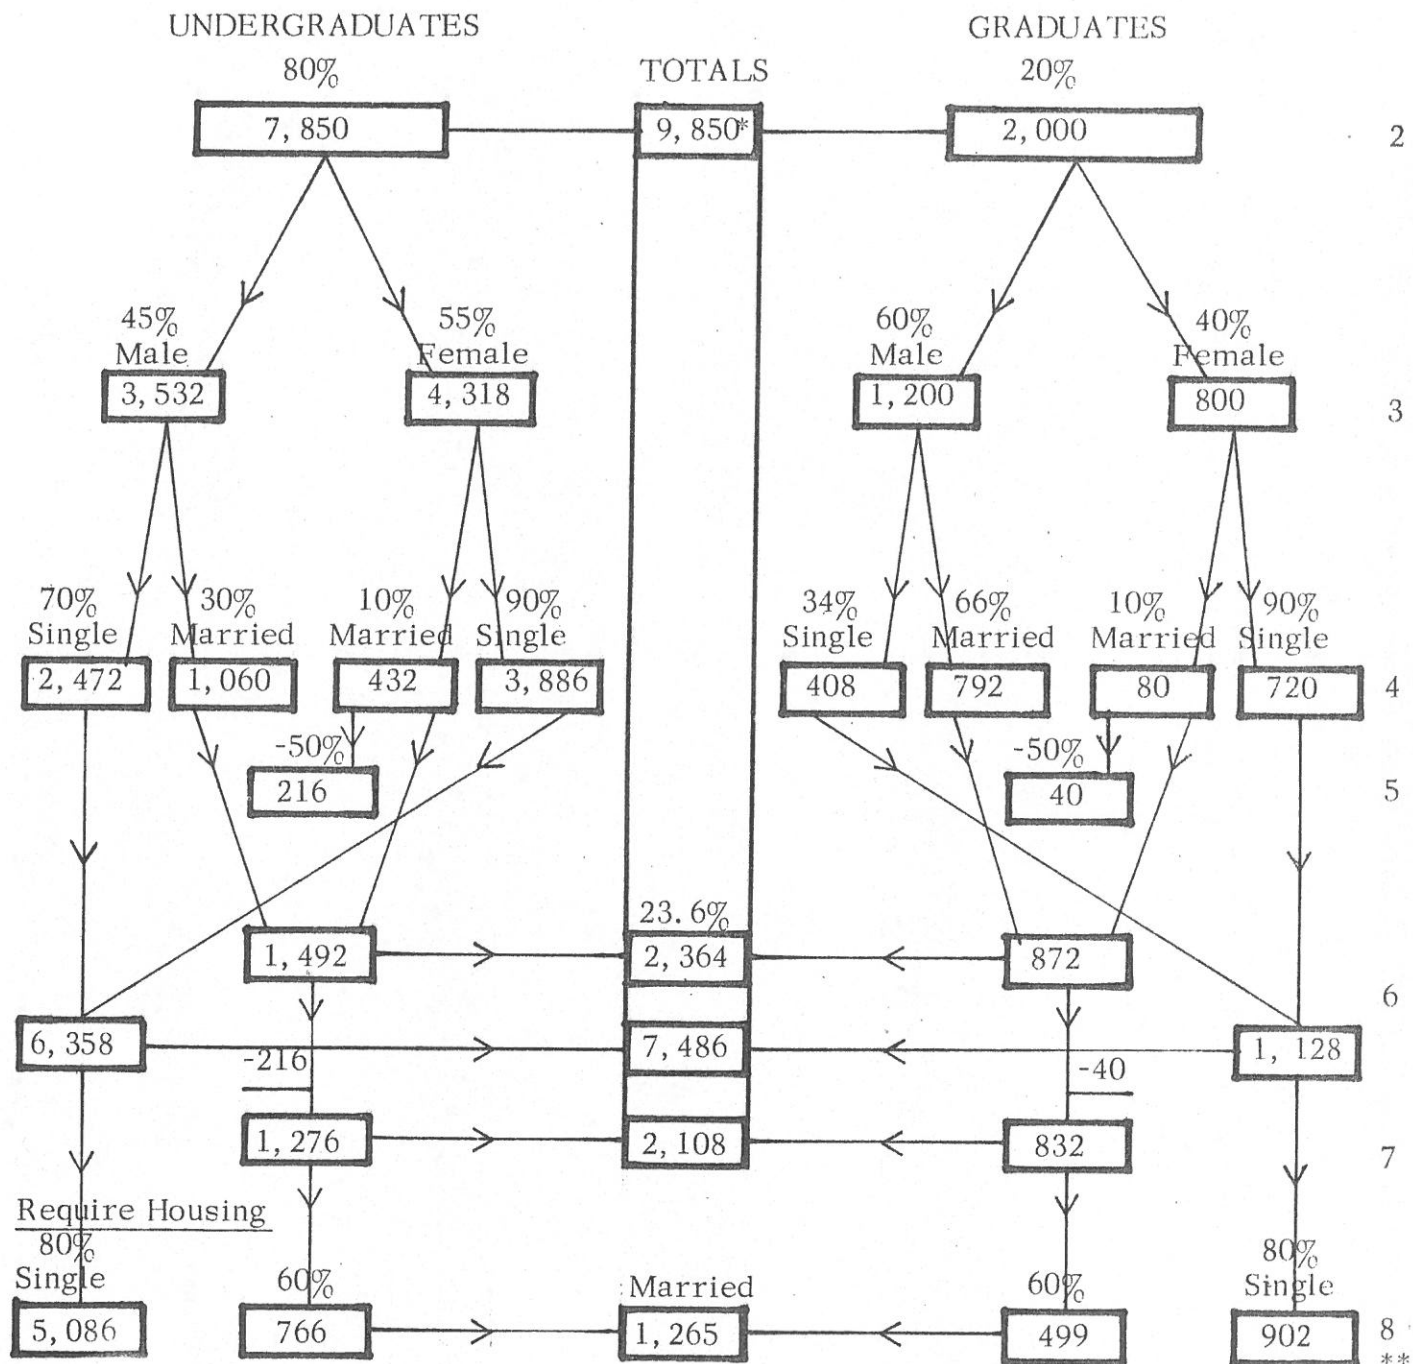 UNDERGRADUATES GRADUATES
80% TOTALS 20%
7, 850 9, 850* 2, 000 2
45% 55% 60% 40%
Male Female Male Female
3, 532 4, 318 1, 200 800 3
70% 30% 10% 90% 34% 66% 10% 90%
Single Married Married Single Single Married Married Single
2, 472 1, 060 432 3, 886 408 792 80 720 4
-50% -50%
216 40 5
23.6%
1, 492 2, 364 872
6
6, 358 7, 486 1, 128
-216 -40
1, 276 2, 108 832 7
Require Housing
80% 80%
Single 60% Married 60% Single
5, 086 766 1, 265 499 902 8
**